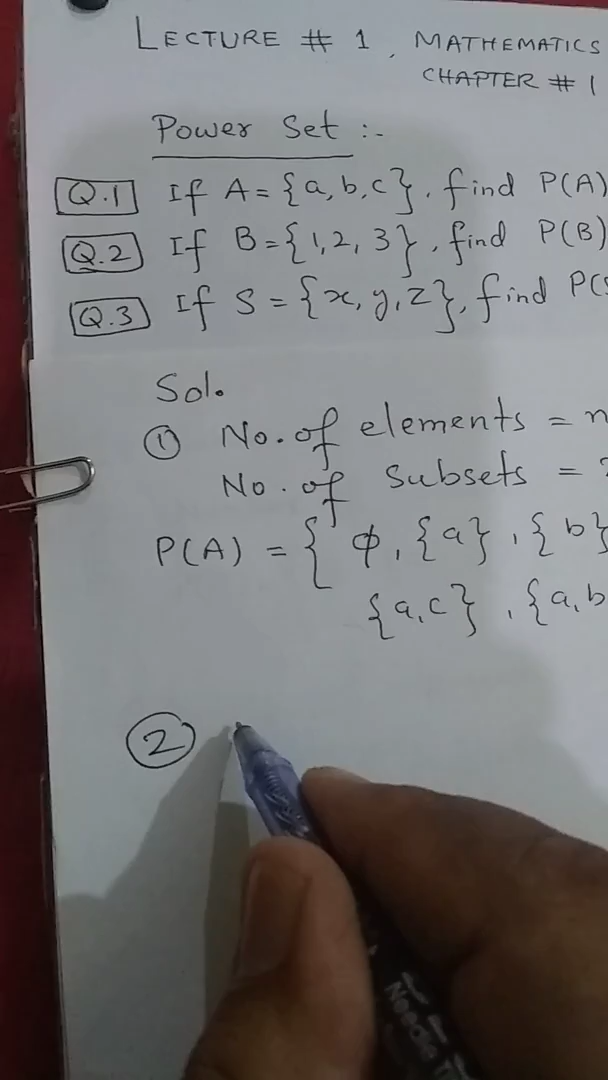 LECTURE # 1, MATHEMATICS
CHAPTER # 1
Power Set :-
Q.1 If A = {a, b, c}, find P(A)
Q.2 If B = {1, 2, 3}, find P(B)
Q.3 If S = {x, y, z}, find P(
Sol.
① No. of elements = n
No. of subsets =
P(A) = { φ, {a}, {b}
{a, c}, {a, b
②
Needle